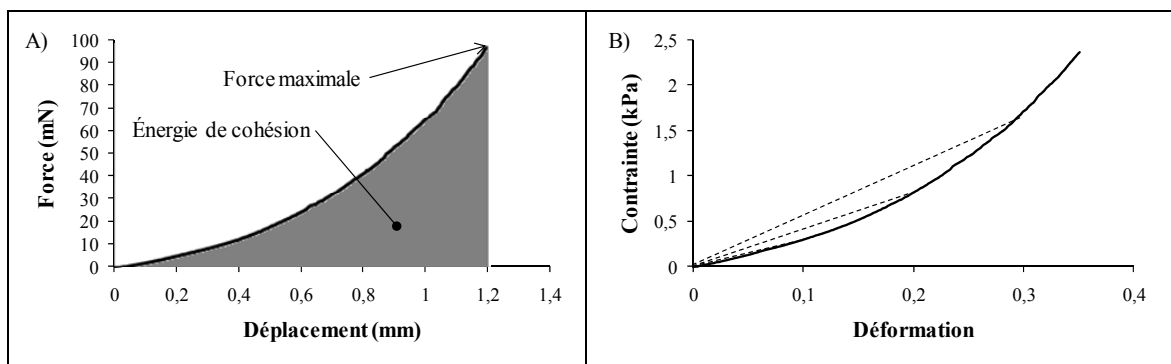 A)
100
90
80
70
60
50
40
30
20
10
0
Force (mN)
Force maximale
Énergie de cohésion
0 0,2 0,4 0,6 0,8 1 1,2 1,4
Déplacement (mm)
B)
2,5
2
1,5
1
0,5
0
Contrainte (kPa)
0 0,1 0,2 0,3 0,4
Déformation